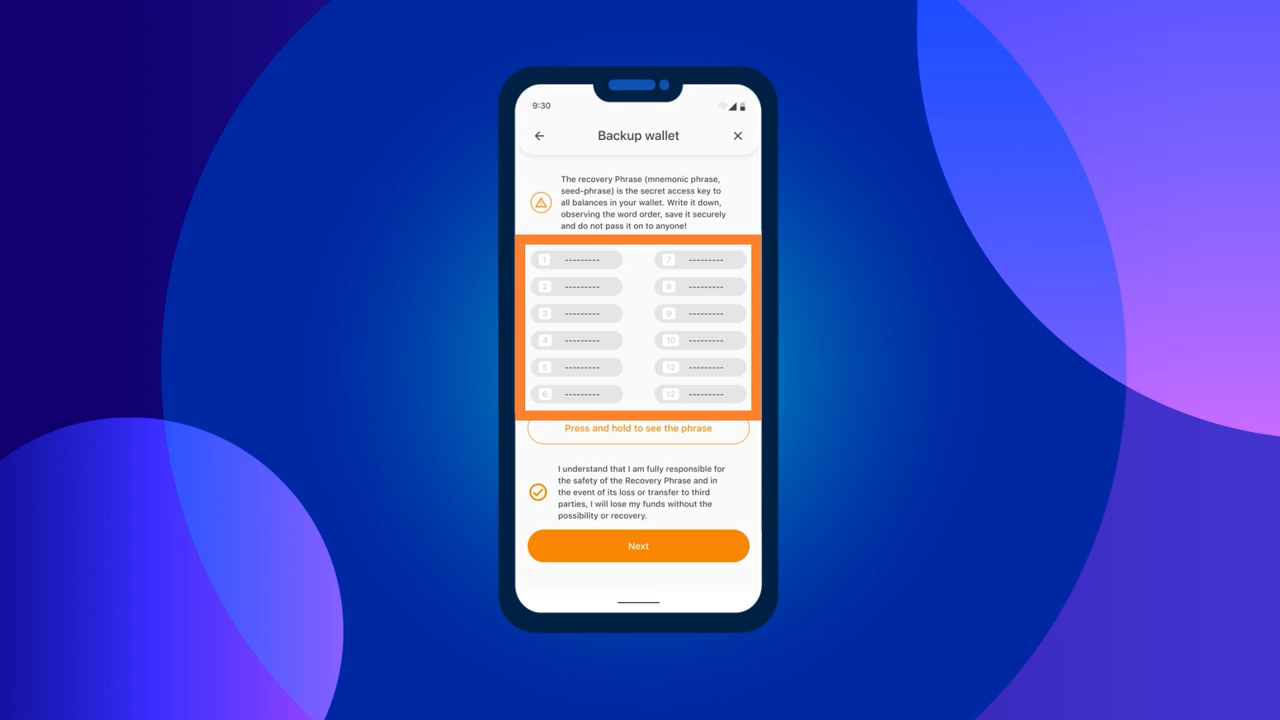 9:30
Backup wallet
The recovery Phrase (mnemonic phrase,
seed-phrase) is the secret access key to
all balances in your wallet. Write it down,
observing the word order, save it securely
and do not pass it on to anyone!
1 --------- 7 ---------
2 --------- 8 ---------
3 --------- 9 ---------
4 --------- 10 ---------
5 --------- 12 ---------
6 --------- 12 ---------
Press and hold to see the phrase
I understand that I am fully responsible for
the safety of the Recovery Phrase and in
the event of its loss or transfer to third
parties, I will lose my funds without the
possibility or recovery.
Next